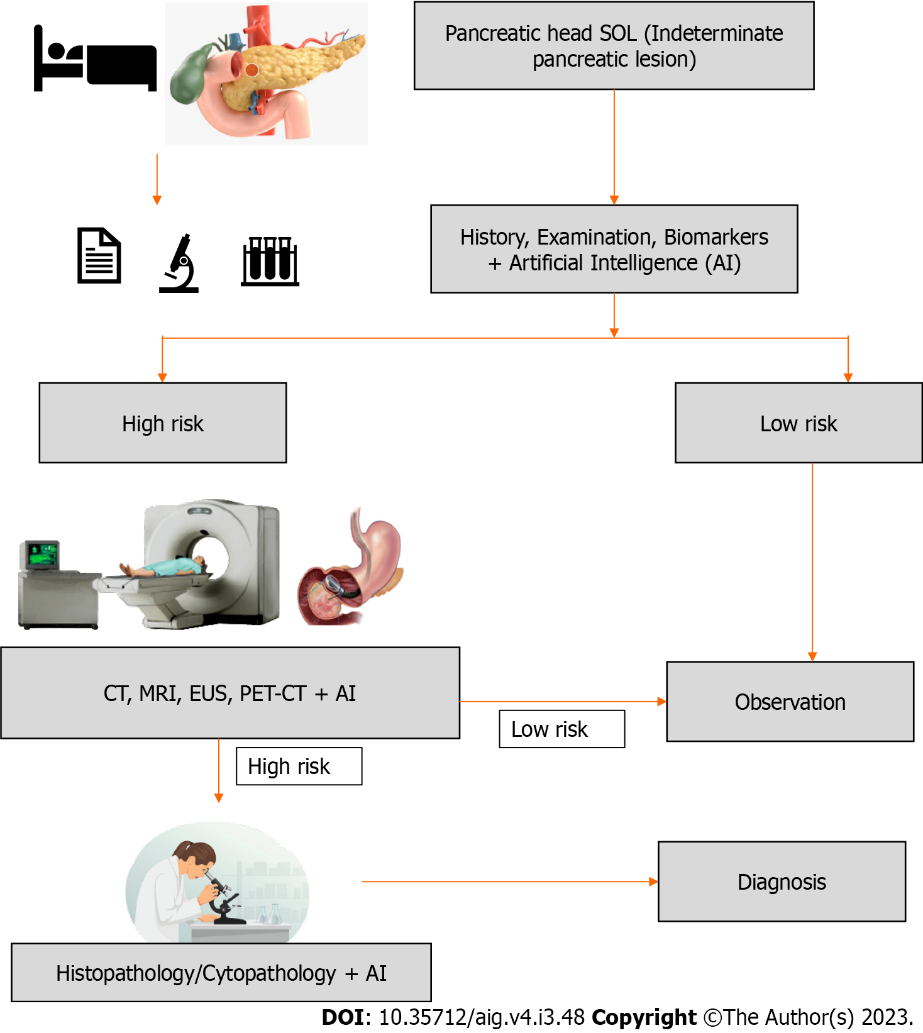 Pancreatic head SOL (Indeterminate
pancreatic lesion)
History, Examination, Biomarkers
+ Artificial Intelligence (AI)
High risk
Low risk
CT, MRI, EUS, PET-CT + AI
Observation
Low risk
High risk
Diagnosis
Histopathology/Cytopathology + AI
DOI: 10.35712/aig.v4.i3.48 Copyright ©The Author(s) 2023.